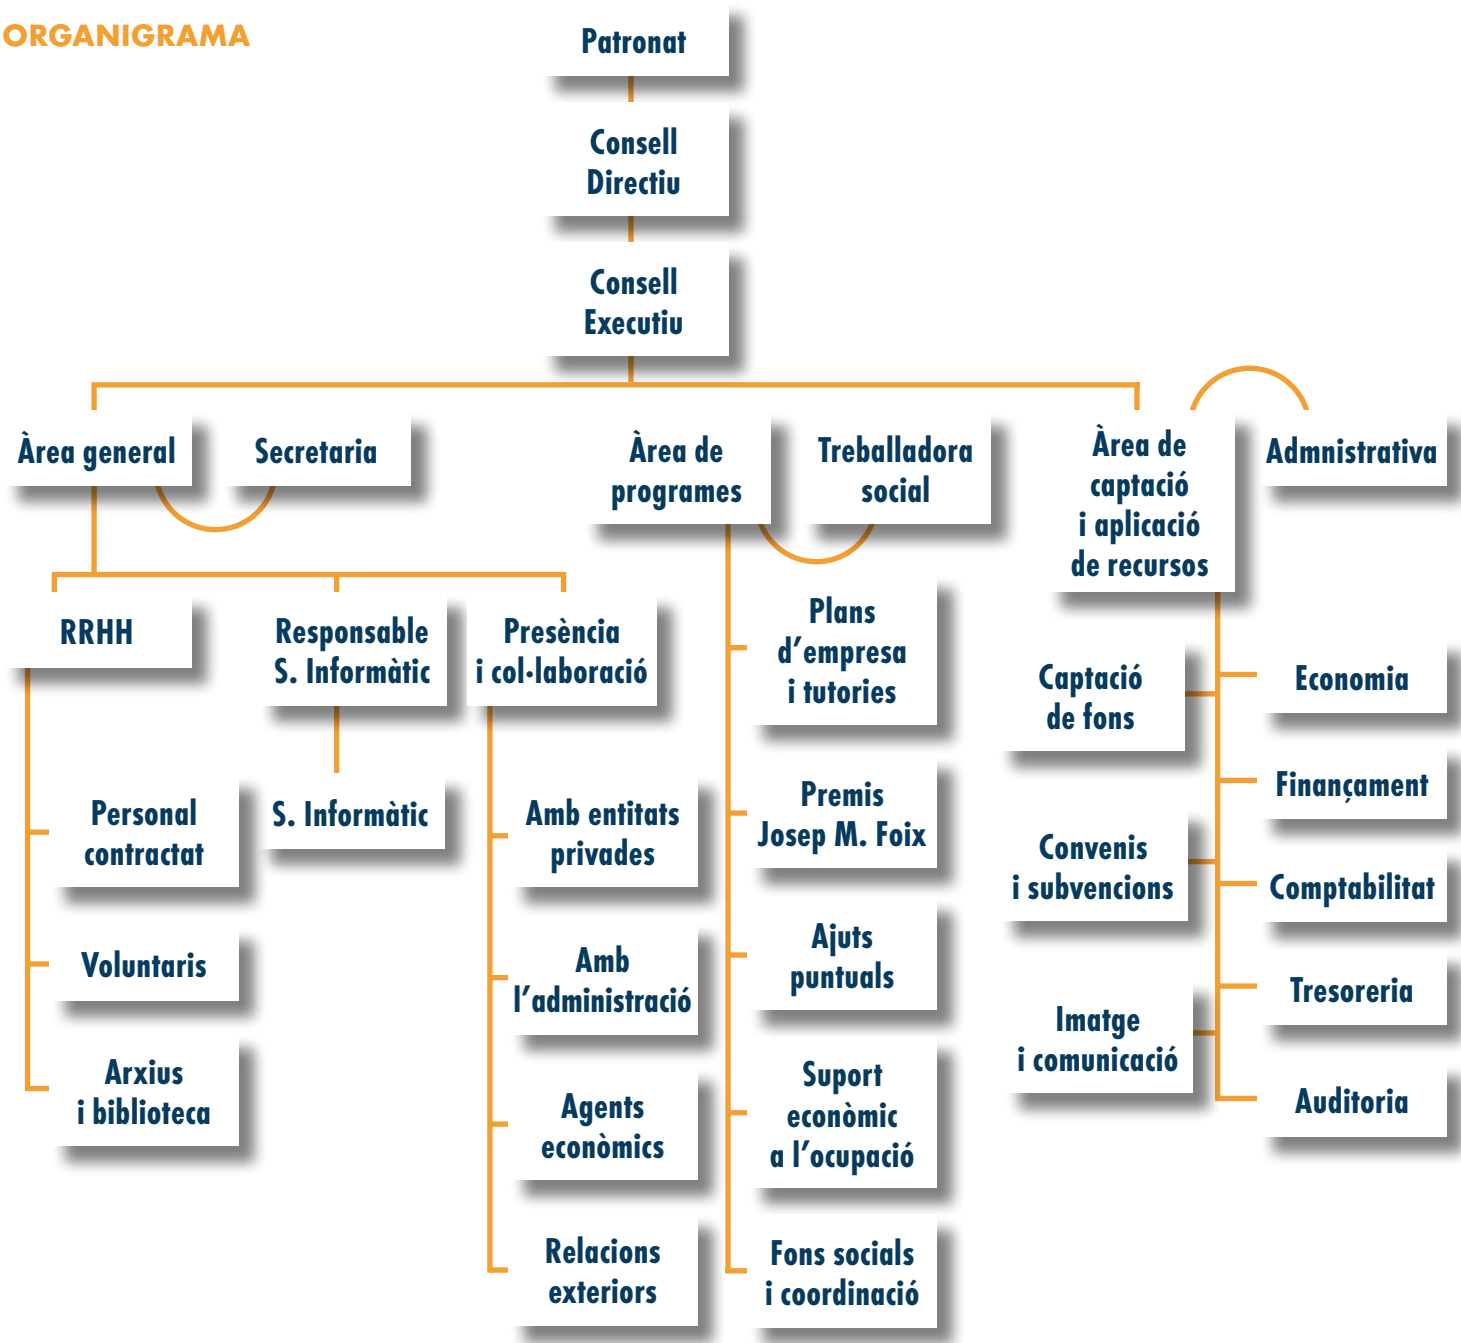 ORGANIGRAMA
Patronat
Consell
Directiu
Consell
Executiu
Àrea general
Secretaria
Àrea de
programes
Treballadora
social
Àrea de
captació
i aplicació
de recursos
Admnistrativa
RRHH
Responsable
S. Informàtic
Presència
i col·laboració
Personal
contractat
Voluntaris
Arxius
i biblioteca
S. Informàtic
Amb entitats
privades
Amb
l’administració
Agents
econòmics
Relacions
exteriors
Plans
d’empresa
i tutories
Premis
Josep M. Foix
Ajuts
puntuals
Suport
econòmic
a l’ocupació
Fons socials
i coordinació
Captació
de fons
Convenis
i subvencions
Imatge
i comunicació
Economia
Finançament
Comptabilitat
Tresoreria
Auditoria